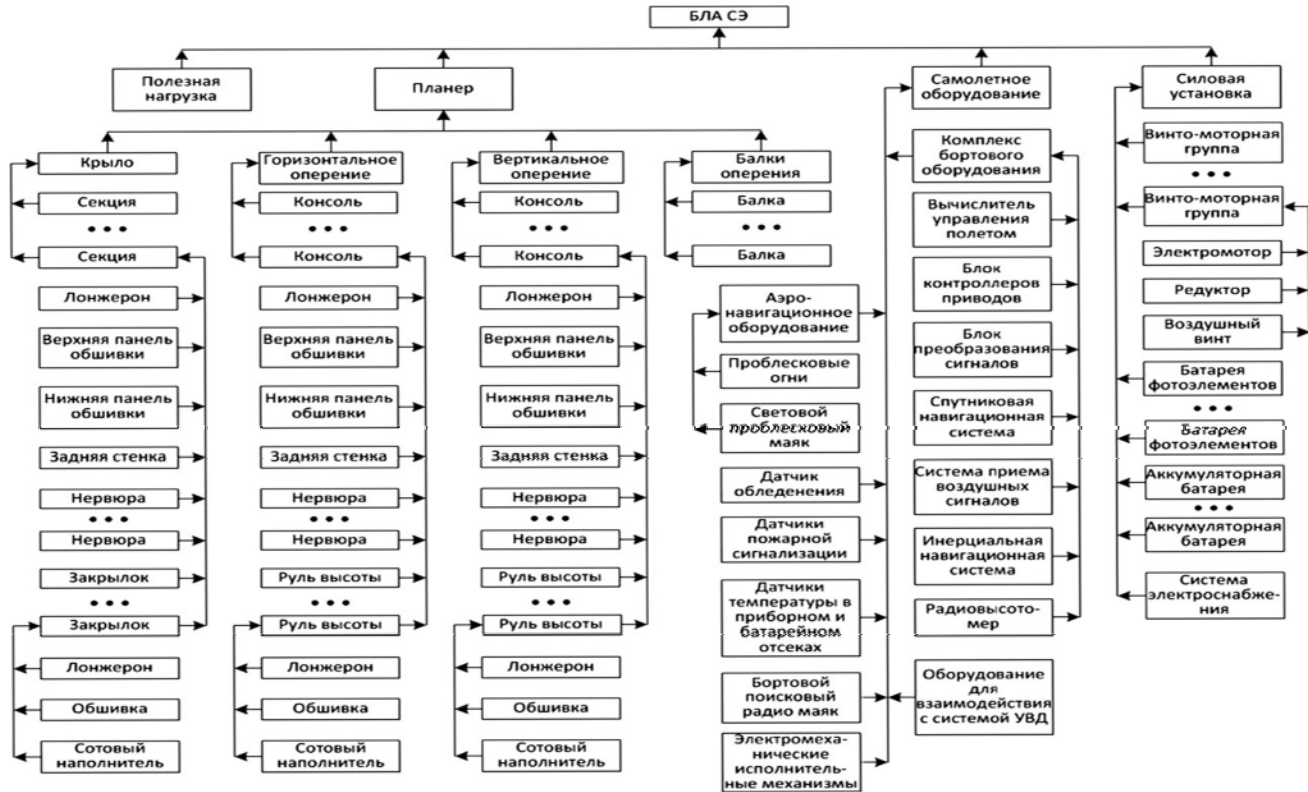 БЛА СЭ
Полезная
нагрузка
Планер
Самолетное
оборудование
Силовая
установка
Крыло
Секция
• • •
Секция
Лонжерон
Верхняя панель
обшивки
Нижняя панель
обшивки
Задняя стенка
Нервюра
• • •
Нервюра
Закрылок
• • •
Закрылок
Лонжерон
Обшивка
Сотовый
наполнитель
Горизонтальное
оперение
Консоль
• • •
Консоль
Лонжерон
Верхняя панель
обшивки
Нижняя панель
обшивки
Задняя стенка
Нервюра
• • •
Нервюра
Руль высоты
• • •
Руль высоты
Лонжерон
Обшивка
Сотовый
наполнитель
Вертикальное
оперение
Консоль
• • •
Консоль
Лонжерон
Верхняя панель
обшивки
Нижняя панель
обшивки
Задняя стенка
Нервюра
• • •
Нервюра
Руль высоты
• • •
Руль высоты
Лонжерон
Обшивка
Сотовый
наполнитель
Балки
оперения
Балка
• • •
Балка
Аэро-
навигационное
оборудование
Проблесковые
огни
Световой
проблесковый
маяк
Датчик
обледенения
Датчики
пожарной
сигнализации
Датчики
температуры в
приборном и
батарейном
отсеках
Бортовой
поисковый
радио маяк
Электромеха-
нические
исполнитель-
ные механизмы
Комплекс
бортового
оборудования
Вычислитель
управления
полетом
Блок
контроллеров
приводов
Блок
преобразования
сигналов
Спутниковая
навигационная
система
Система приема
воздушных
сигналов
Инерциальная
навигационная
система
Радиовысото-
мер
Оборудование
для
взаимодействия
с системой УВД
Винто-моторная
группа
• • •
Винто-моторная
группа
Электромотор
Редуктор
Воздушный
винт
Батарея
фотоэлементов
• • •
Батарея
фотоэлементов
Аккумуляторная
батарея
• • •
Аккумуляторная
батарея
Система
электроснабже-
ния